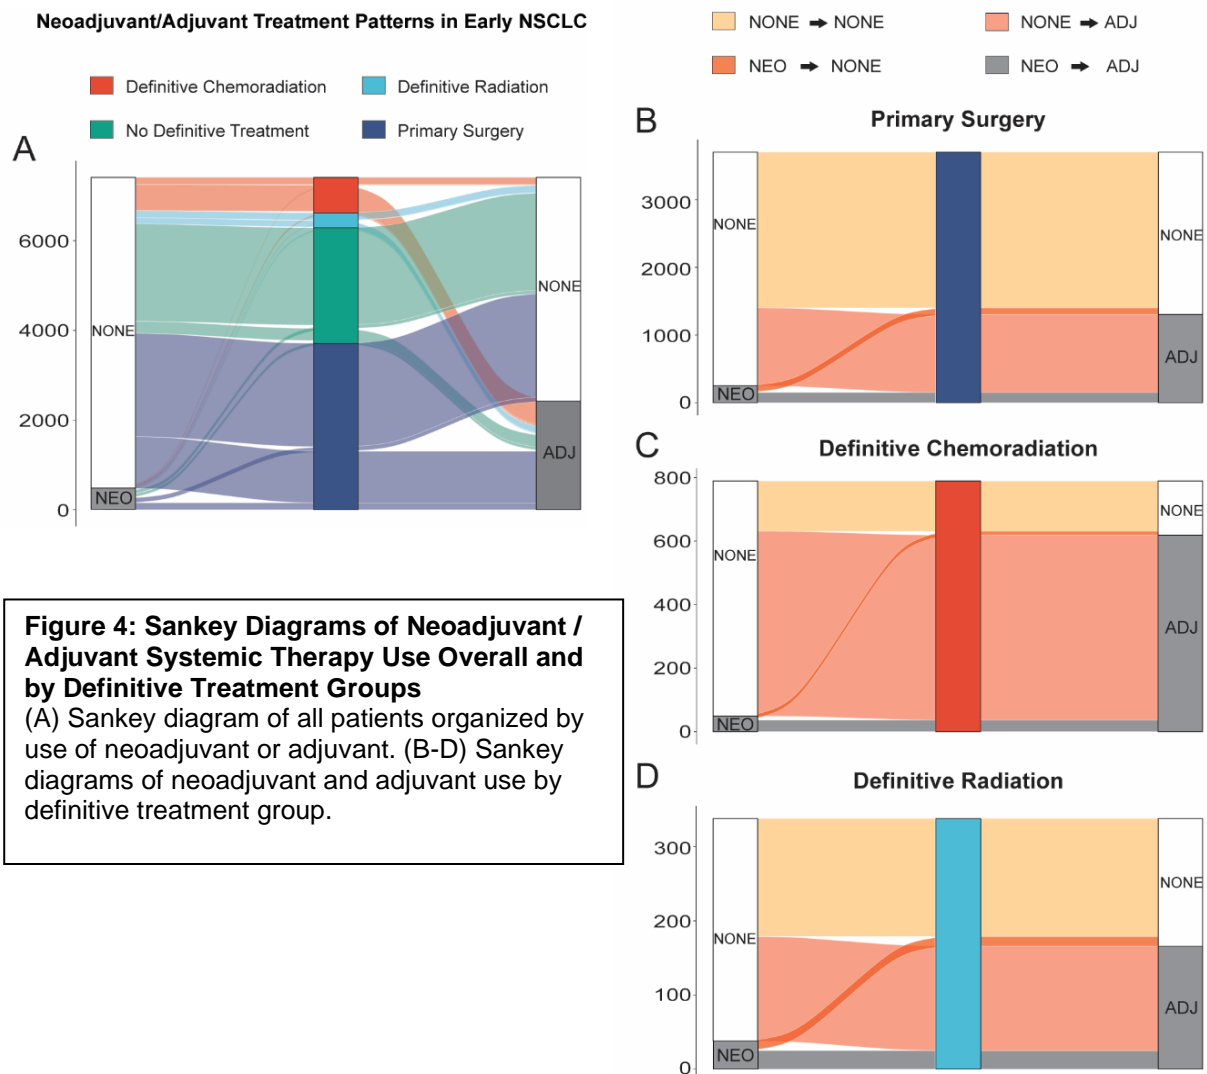 Neoadjuvant/Adjuvant Treatment Patterns in Early NSCLC
Definitive Chemoradiation
Definitive Radiation
No Definitive Treatment
Primary Surgery
A
6000
4000
2000
0
NONE
NEO
NONE
ADJ
NONE ➔ NONE
NONE ➔ ADJ
NEO ➔ NONE
NEO ➔ ADJ
B
Primary Surgery
3000
2000
1000
0
NONE
NEO
NONE
ADJ
C
Definitive Chemoradiation
800
600
400
200
0
NONE
NEO
NONE
ADJ
D
Definitive Radiation
300
200
100
0
NONE
NEO
NONE
ADJ
Figure 4: Sankey Diagrams of Neoadjuvant /
Adjuvant Systemic Therapy Use Overall and
by Definitive Treatment Groups
(A) Sankey diagram of all patients organized by
use of neoadjuvant or adjuvant. (B-D) Sankey
diagrams of neoadjuvant and adjuvant use by
definitive treatment group.